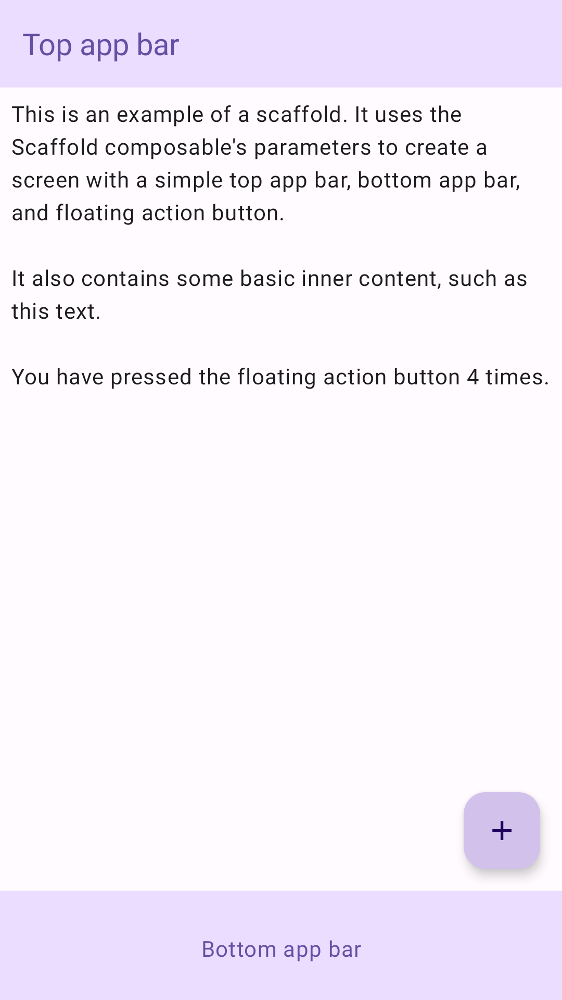 Top app bar
This is an example of a scaffold. It uses the
Scaffold composable's parameters to create a
screen with a simple top app bar, bottom app bar,
and floating action button.
It also contains some basic inner content, such as
this text.
You have pressed the floating action button 4 times.
Bottom app bar